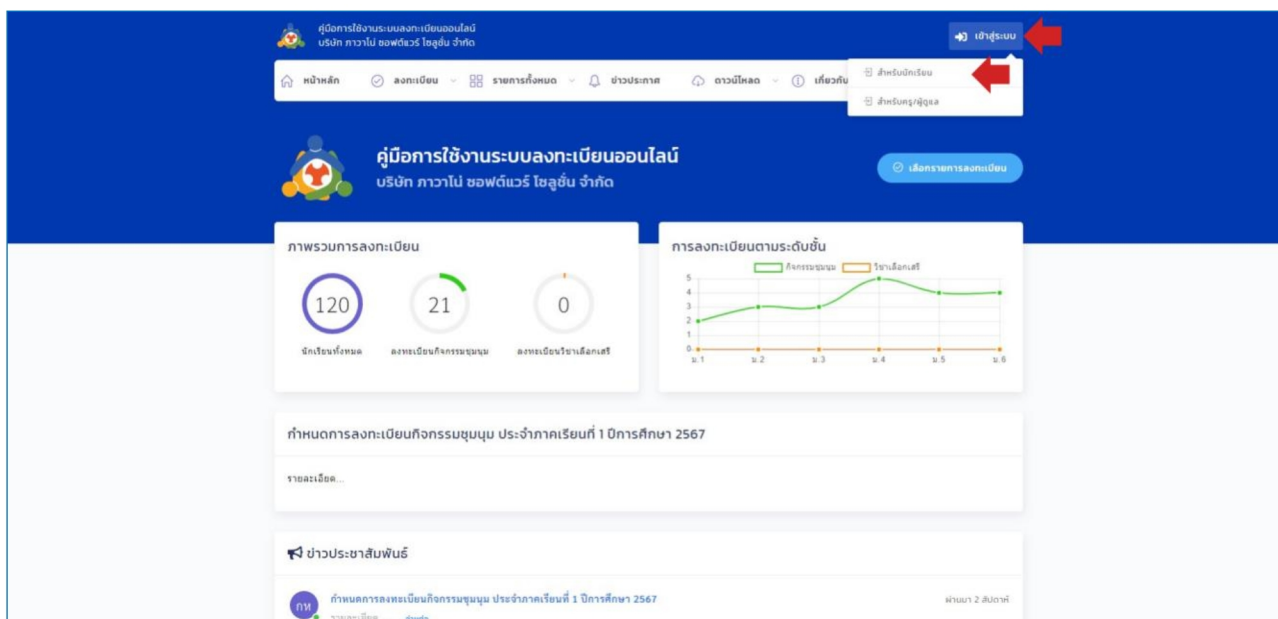 คู่มือการใช้งานระบบลงทะเบียนออนไลน์
บริษัท ภาวาโน่ ซอฟต์แวร์ โซลูชั่น จำกัด
เข้าสู่ระบบ
หน้าหลัก ลงทะเบียน รายการทั้งหมด ข่าวประกาศ ดาวน์โหลด เกี่ยวกับ
สำหรับนักเรียน
สำหรับครู/ผู้ดูแล
คู่มือการใช้งานระบบลงทะเบียนออนไลน์
บริษัท ภาวาโน่ ซอฟต์แวร์ โซลูชั่น จำกัด
เลือกรายการลงทะเบียน
ภาพรวมการลงทะเบียน
120 21 0
นักเรียนทั้งหมด ลงทะเบียนกิจกรรมชุมนุม ลงทะเบียนวิชาเลือกเสรี
การลงทะเบียนตามระดับชั้น
กิจกรรมชุมนุม วิชาเลือกเสรี
5
4
3
2
1
0
ม.1 ม.2 ม.3 ม.4 ม.5 ม.6
กำหนดการลงทะเบียนกิจกรรมชุมนุม ประจำภาคเรียนที่ 1 ปีการศึกษา 2567
รายละเอียด...
ข่าวประชาสัมพันธ์
กห กำหนดการลงทะเบียนกิจกรรมชุมนุม ประจำภาคเรียนที่ 1 ปีการศึกษา 2567 ผ่านมา 2 สัปดาห์